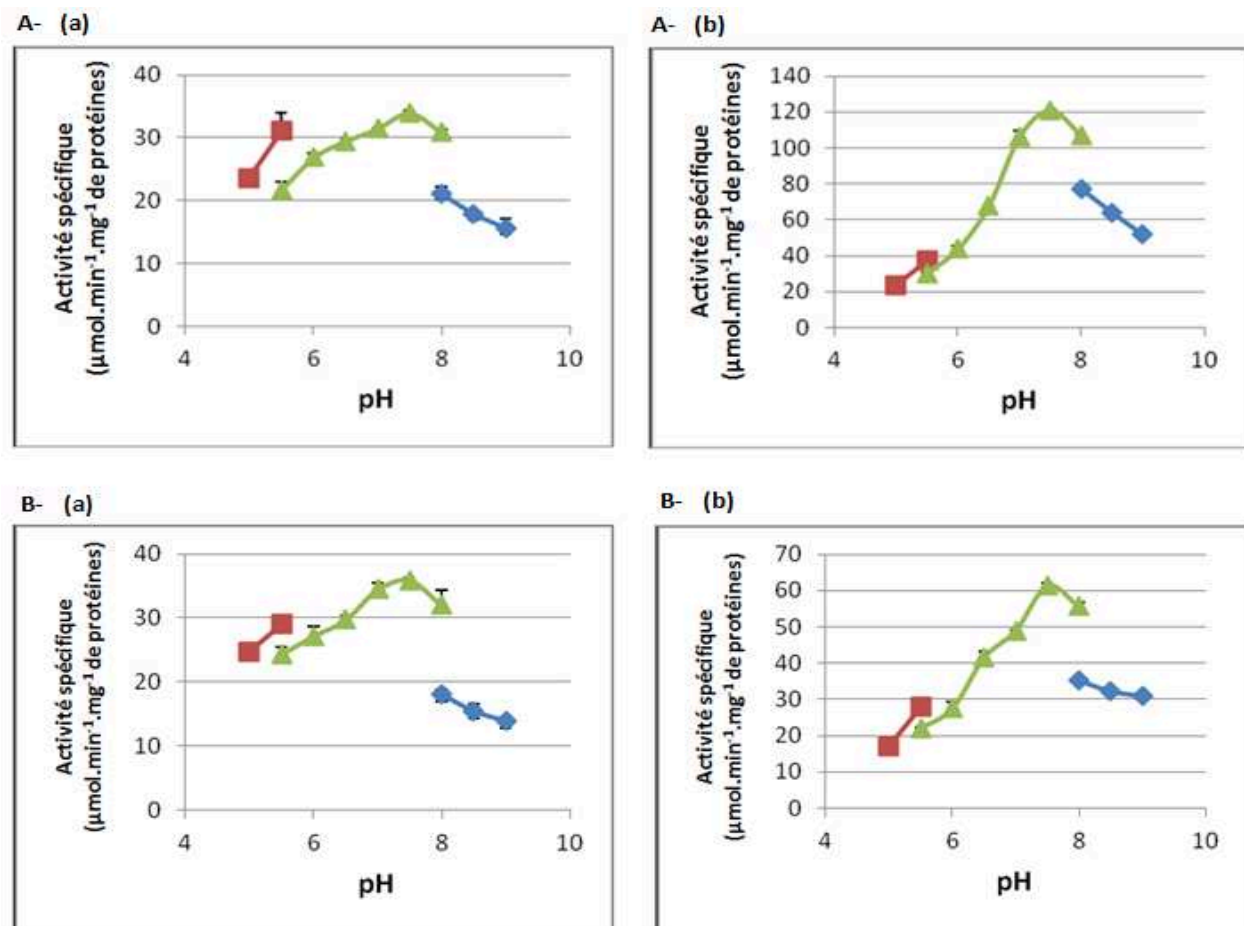 A- (a)
Activité spécifique
(µmol.min-1.mg-1 de protéines)
40
30
20
10
0
4 6 8 10
pH
A- (b)
Activité spécifique
(µmol.min-1.mg-1 de protéines)
140
120
100
80
60
40
20
0
4 6 8 10
pH
B- (a)
Activité spécifique
(µmol.min-1.mg-1 de protéines)
40
30
20
10
0
4 6 8 10
pH
B- (b)
Activité spécifique
(µmol.min-1.mg-1 de protéines)
70
60
50
40
30
20
10
0
4 6 8 10
pH